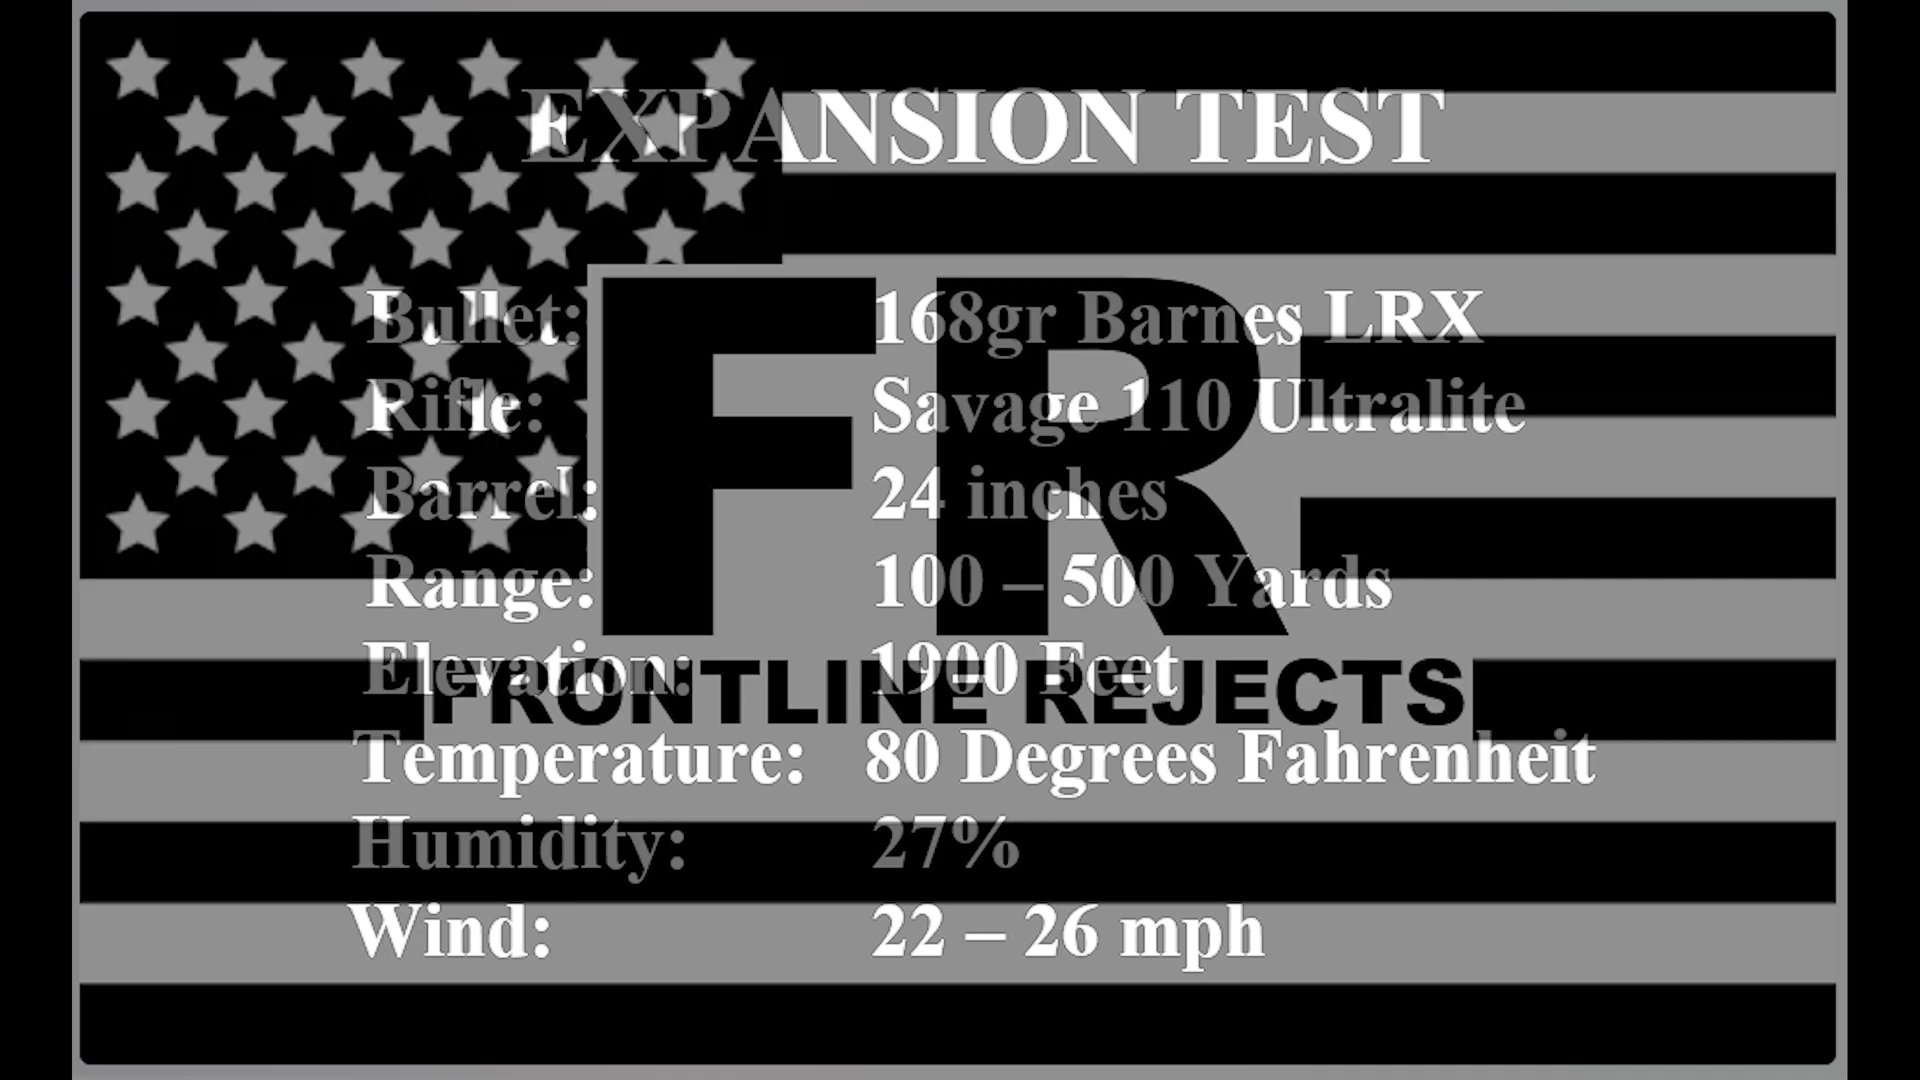 EXPANSION TEST
FR
Bullet: 168gr Barnes LRX
Rifle: Savage 110 Ultralite
Barrel: 24 inches
Range: 100 – 500 Yards
Elevation: 1900 Feet
FRONTLINE REJECTS
Temperature: 80 Degrees Fahrenheit
Humidity: 27%
Wind: 22 – 26 mph